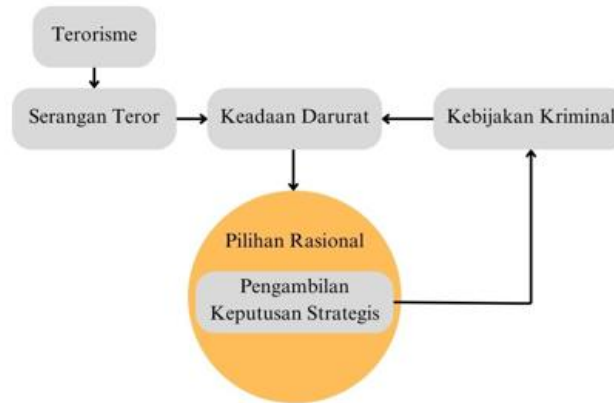 Terorisme
Serangan Teror
Keadaan Darurat
Kebijakan Kriminal
Pilihan Rasional
Pengambilan
Keputusan Strategis